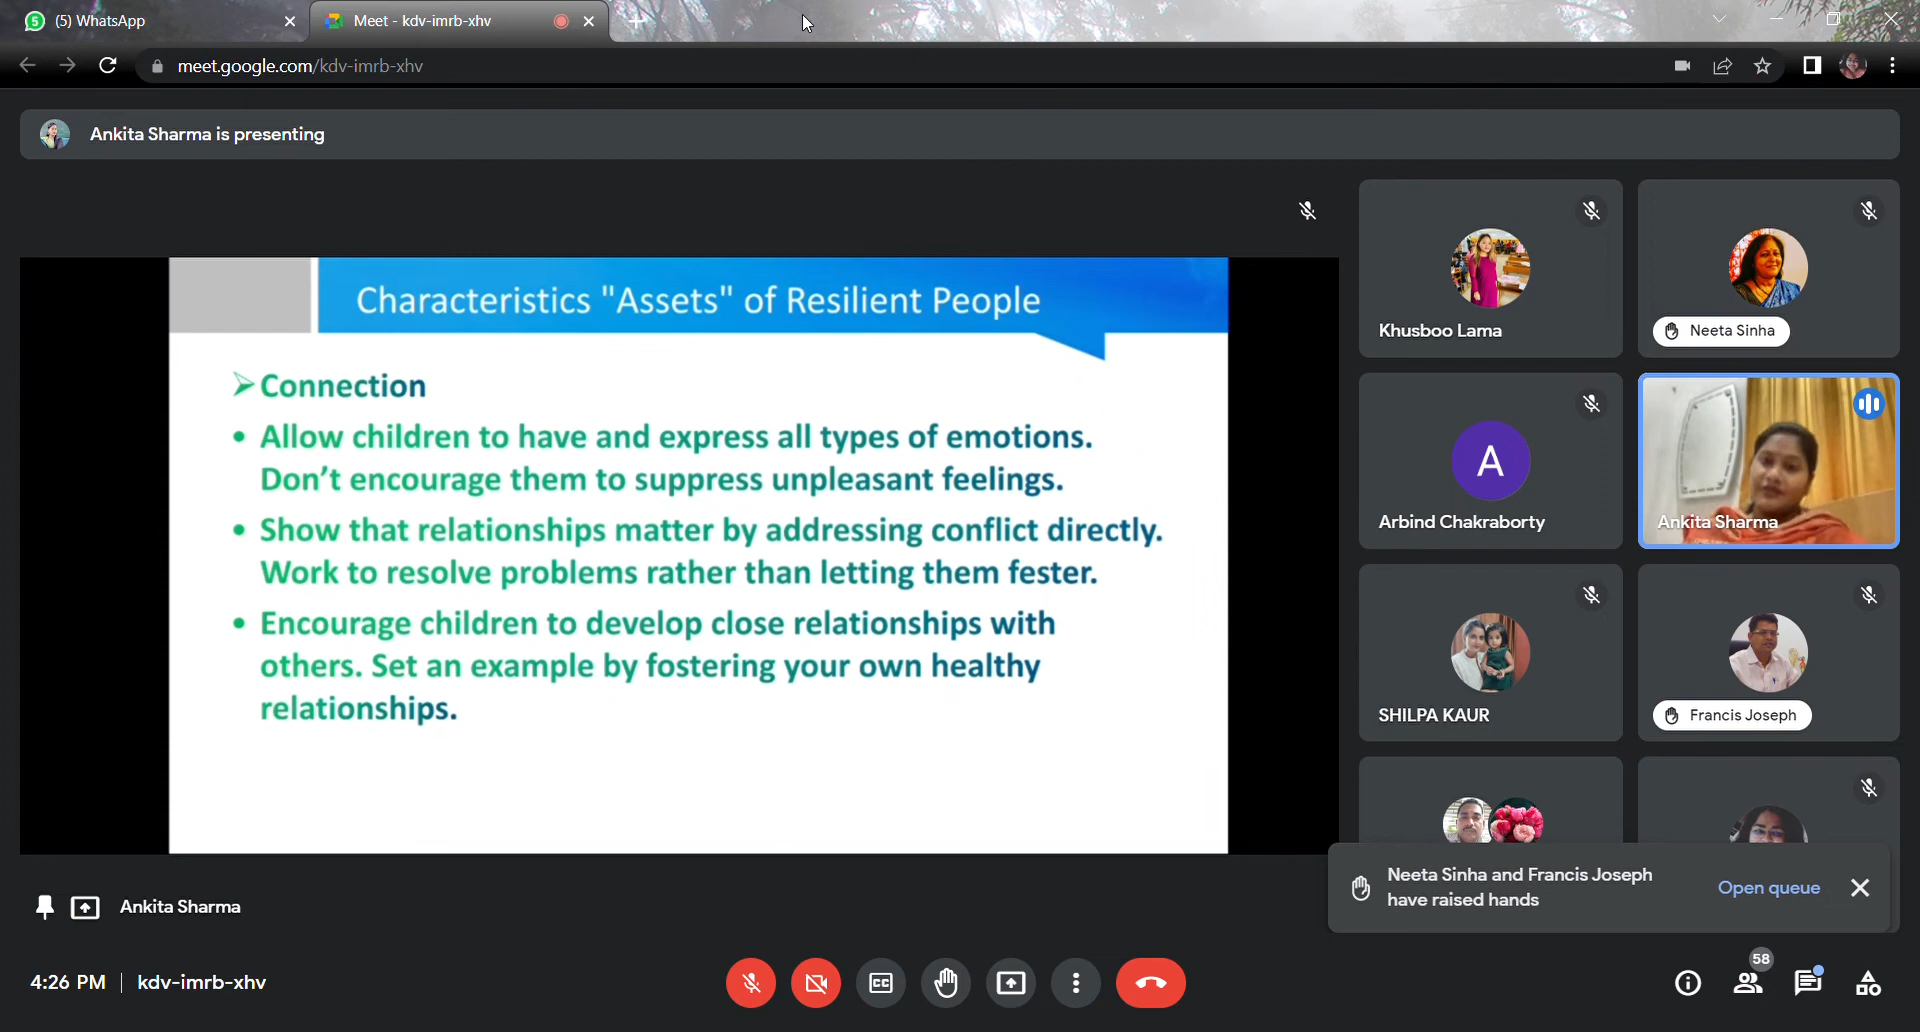 (5) WhatsApp
Meet - kdv-imrb-xhv
meet.google.com/kdv-imrb-xhv
Ankita Sharma is presenting
Characteristics "Assets" of Resilient People
➢ Connection
• Allow children to have and express all types of emotions.
Don’t encourage them to suppress unpleasant feelings.
• Show that relationships matter by addressing conflict directly.
Work to resolve problems rather than letting them fester.
• Encourage children to develop close relationships with
others. Set an example by fostering your own healthy
relationships.
Khusboo Lama
Neeta Sinha
A
Arbind Chakraborty
Ankita Sharma
SHILPA KAUR
Francis Joseph
Neeta Sinha and Francis Joseph
have raised hands
Open queue
Ankita Sharma
4:26 PM | kdv-imrb-xhv
CC
58